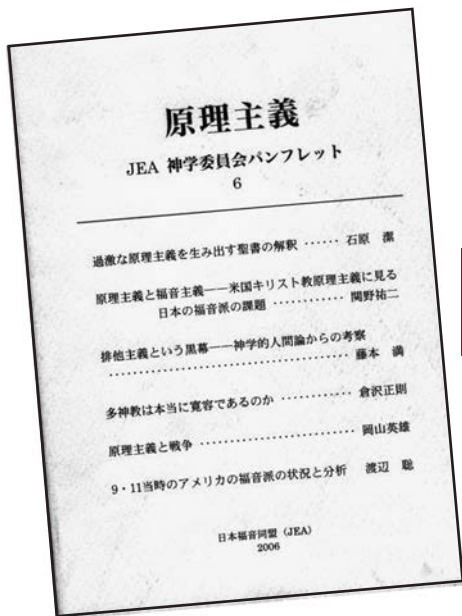 原理主義
JEA 神学委員会パンフレット
6
過激な原理主義を生み出す聖書の解釈 ‥‥‥ 石原 潔
原理主義と福音主義――米国キリスト教原理主義に見る
日本の福音派の課題 ‥‥‥‥‥‥ 関野祐二
排他主義という黒幕――神学的人間論からの考察
‥‥‥‥‥‥‥‥‥‥‥‥‥‥‥‥‥‥ 藤本 満
多神教は本当に寛容であるのか ‥‥‥‥‥‥ 倉沢正則
原理主義と戦争 ‥‥‥‥‥‥‥‥‥‥‥‥‥ 岡山英雄
9・11当時のアメリカの福音派の状況と分析 渡辺 聡
日本福音同盟（JEA）
2006